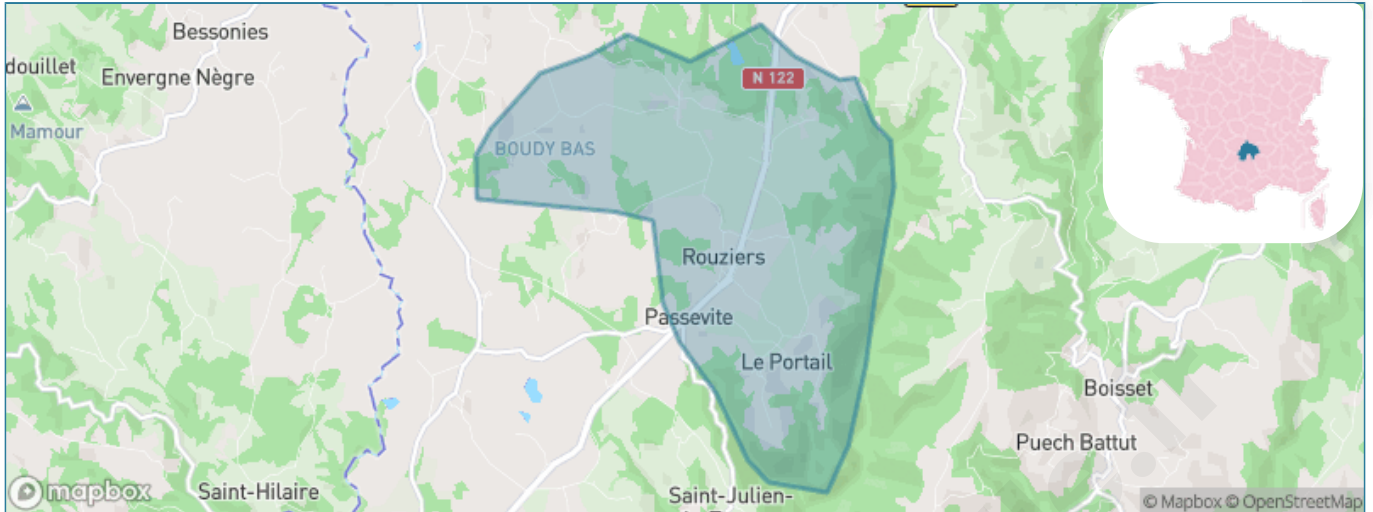 Bessonies
douillet
Envergne Nègre
N 122
Mamour
BOUDY BAS
Rouziers
Passevite
Le Portail
Boisset
Puech Battut
Saint-Hilaire
Saint-Julien-
mapbox
© Mapbox © OpenStreetMap